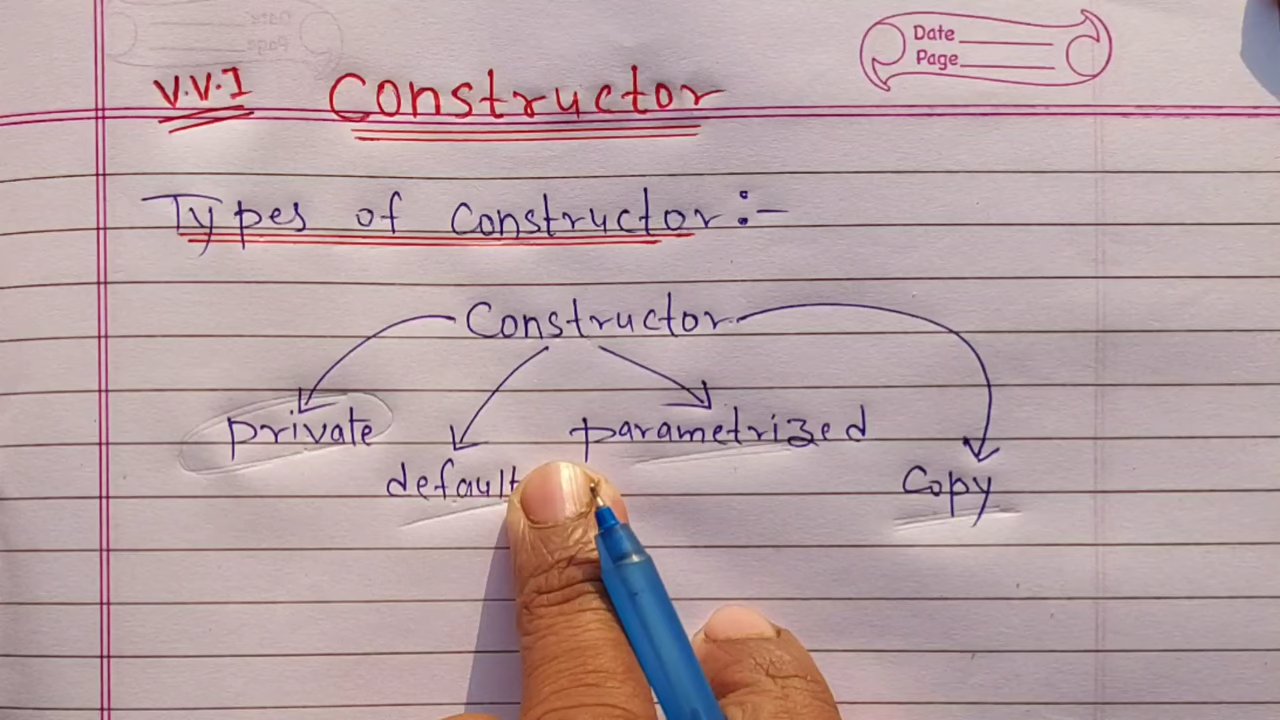 Date
Page
V.V.I Constructor
Types of constructor:-
Constructor
private default parametrized Copy